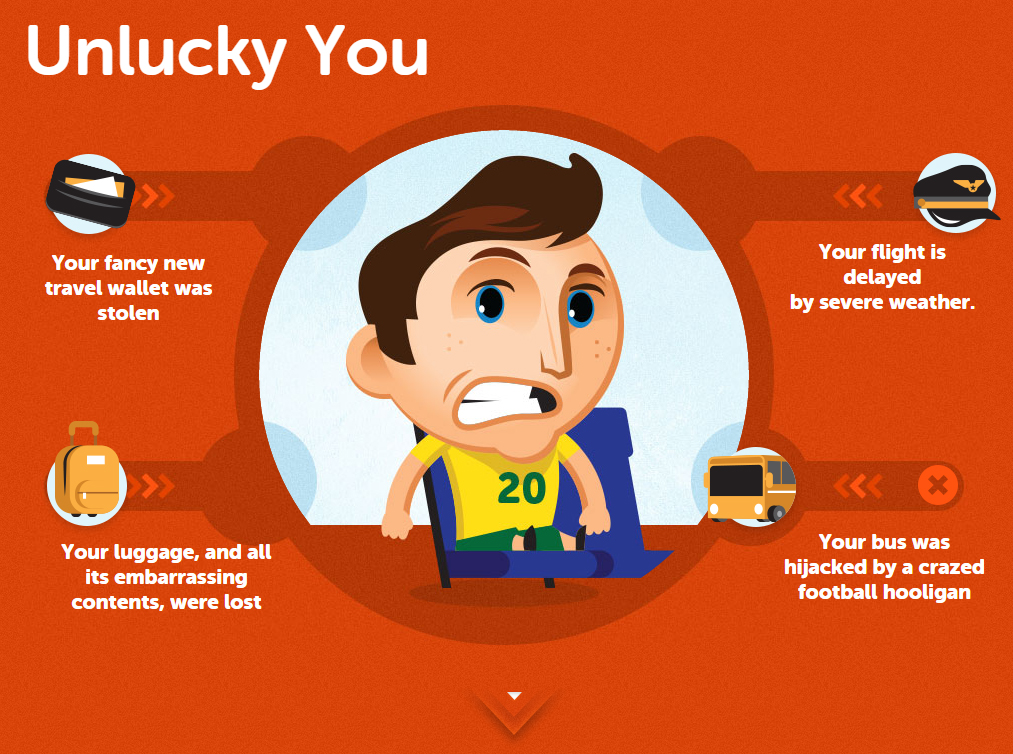 Unlucky You
Your fancy new
travel wallet was
stolen
Your flight is
delayed
by severe weather.
20
Your luggage, and all
its embarrassing
contents, were lost
Your bus was
hijacked by a crazed
football hooligan